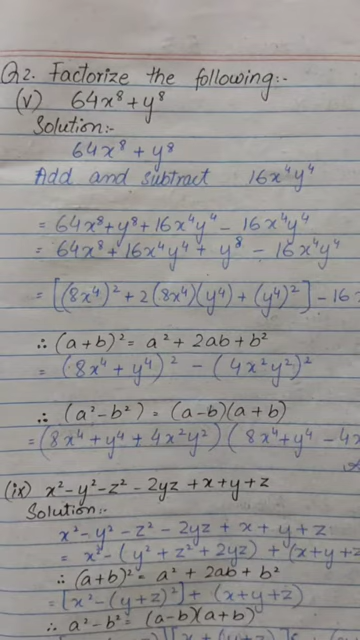 Q2. Factorize the following:-
(v) 64x⁸ + y⁸
Solution:-
64x⁸ + y⁸
Add and subtract 16x⁴y⁴
= 64x⁸ + y⁸ + 16x⁴y⁴ - 16x⁴y⁴
= 64x⁸ + 16x⁴y⁴ + y⁸ - 16x⁴y⁴
= [(8x⁴)² + 2(8x⁴)(y⁴) + (y⁴)²] - 16
∴ (a+b)² = a² + 2ab + b²
= (8x⁴ + y⁴)² - (4x²y²)²
∴ (a² - b²) = (a-b)(a+b)
= (8x⁴ + y⁴ + 4x²y²)(8x⁴ + y⁴ - 4x
(ix) x² - y² - z² - 2yz + x + y + z
Solution:-
x² - y² - z² - 2yz + x + y + z
= x² - (y² + z² + 2yz) + (x + y + z
∴ (a+b)² = a² + 2ab + b²
= [x² - (y+z)²] + (x+y+z)
∴ a² - b² = (a-b)(a+b)